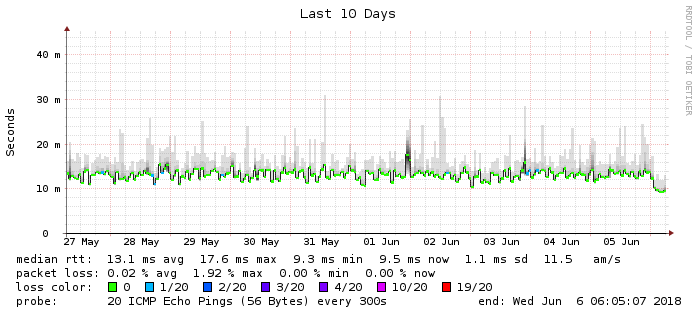 Last 10 Days
RRDTOOL / TOBI OETIKER
Seconds
40 m
30 m
20 m
10 m
0
27 May 28 May 29 May 30 May 31 May 01 Jun 02 Jun 03 Jun 04 Jun 05 Jun
median rtt: 13.1 ms avg 17.6 ms max 9.3 ms min 9.5 ms now 1.1 ms sd 11.5 am/s
packet loss: 0.02 % avg 1.92 % max 0.00 % min 0.00 % now
loss color: 0 1/20 2/20 3/20 4/20 10/20 19/20
probe: 20 ICMP Echo Pings (56 Bytes) every 300s end: Wed Jun 6 06:05:07 2018